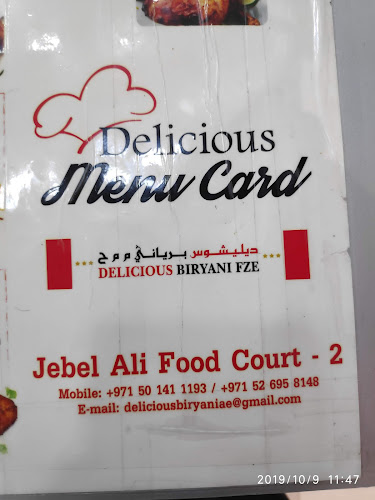 Delicious
Menu Card
ديليشوس برياني م م ح
DELICIOUS BIRYANI FZE
Jebel Ali Food Court - 2
Mobile: +971 50 141 1193 / +971 52 695 8148
E-mail: deliciousbiryaniae@gmail.com
2019/10/9 11:47